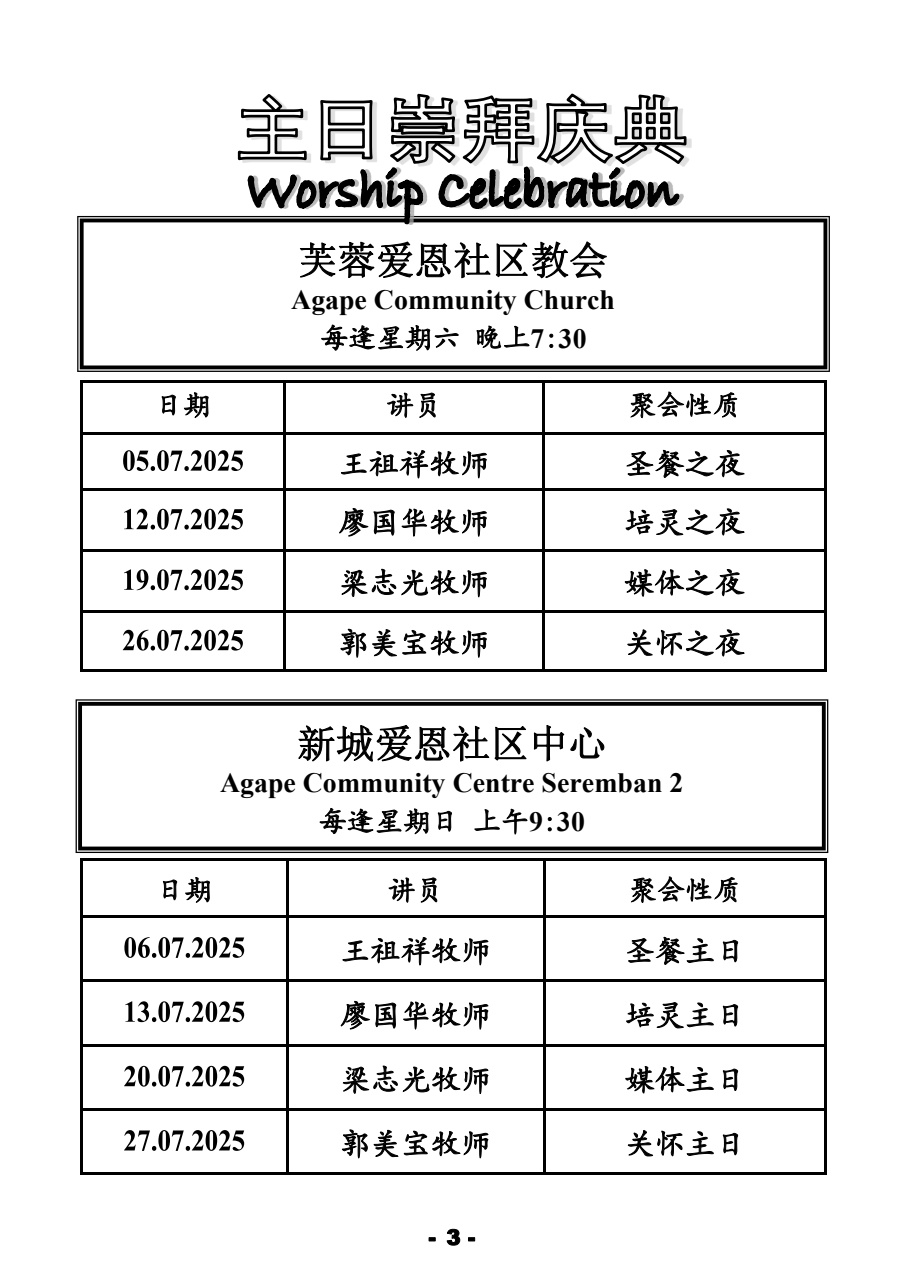 主日崇拜庆典
Worship Celebration
芙蓉爱恩社区教会
Agape Community Church
每逢星期六 晚上7:30
日期 讲员 聚会性质
05.07.2025 王祖祥牧师 圣餐之夜
12.07.2025 廖国华牧师 培灵之夜
19.07.2025 梁志光牧师 媒体之夜
26.07.2025 郭美宝牧师 关怀之夜
新城爱恩社区中心
Agape Community Centre Seremban 2
每逢星期日 上午9:30
日期 讲员 聚会性质
06.07.2025 王祖祥牧师 圣餐主日
13.07.2025 廖国华牧师 培灵主日
20.07.2025 梁志光牧师 媒体主日
27.07.2025 郭美宝牧师 关怀主日
- 3 -